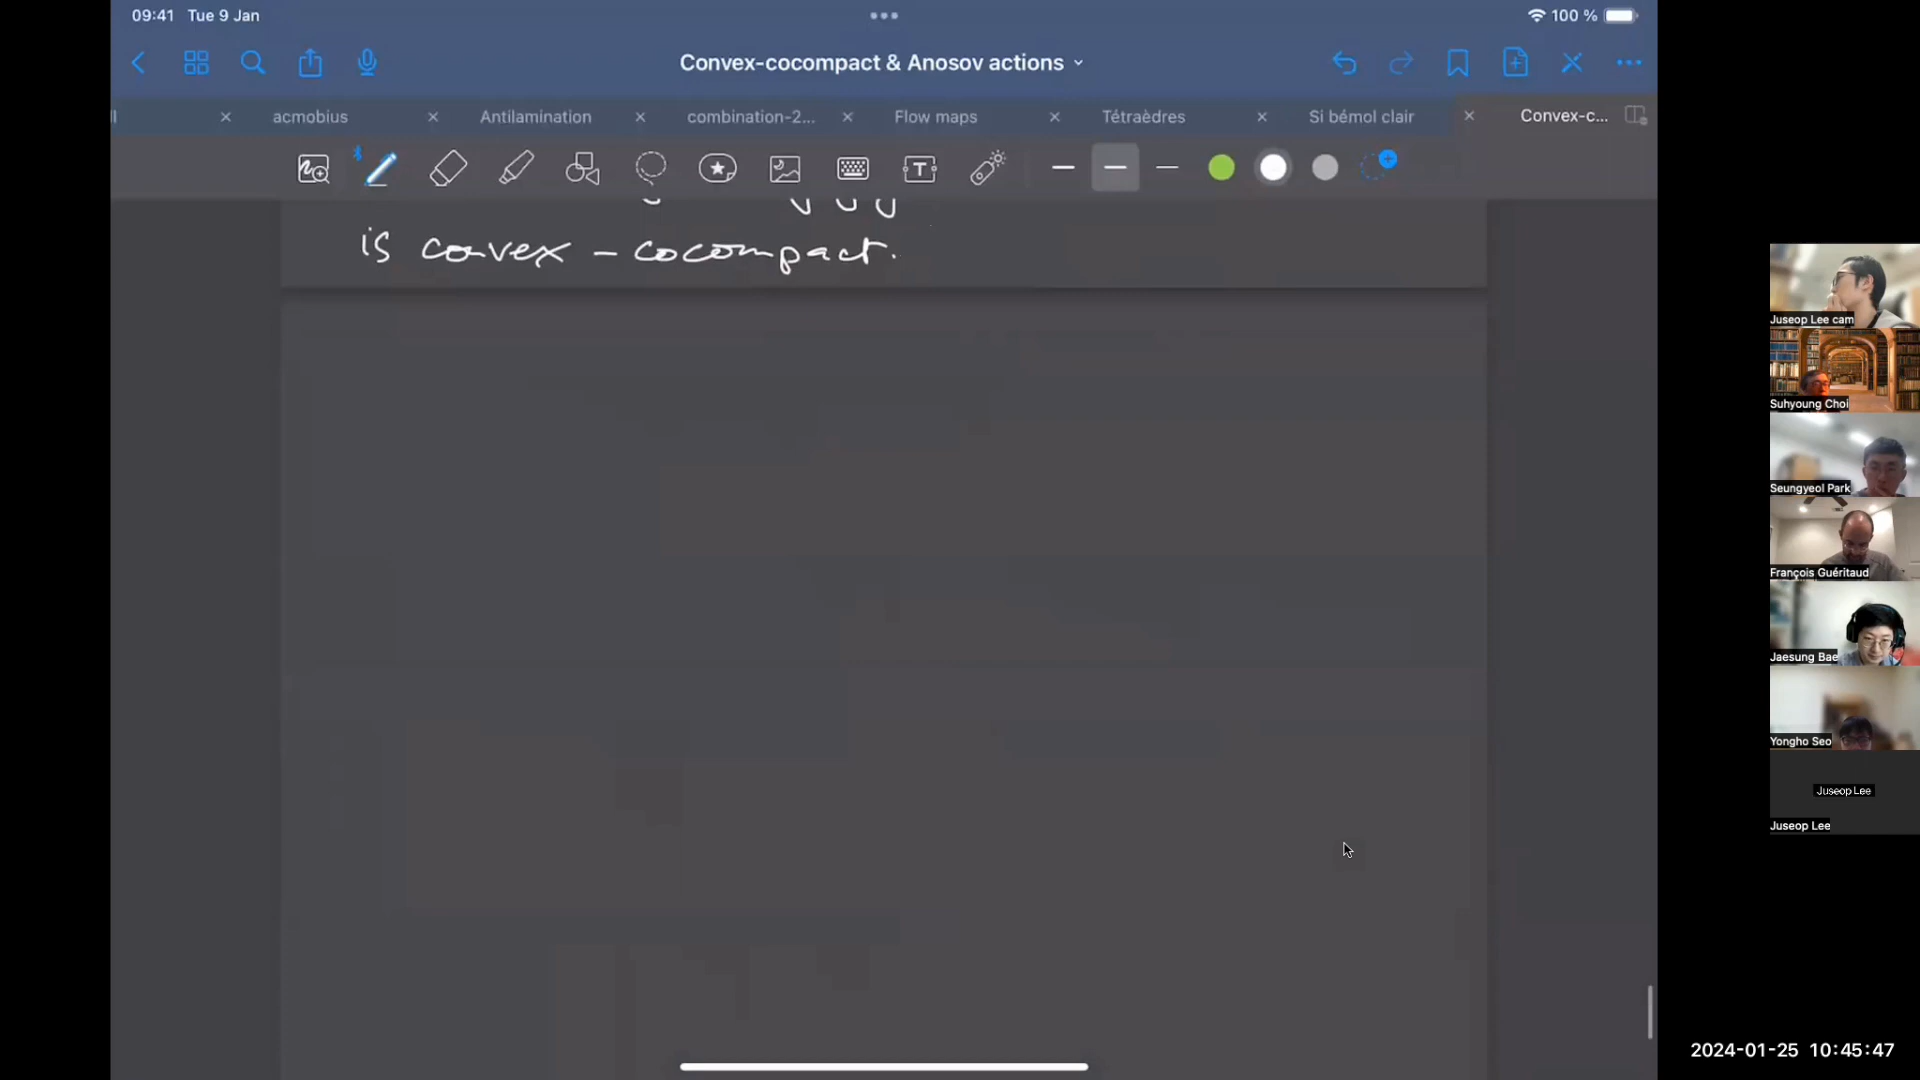 09:41 Tue 9 Jan
100 %
Convex-cocompact & Anosov actions
acmobius
Antilamination
combination-2...
Flow maps
Tétraèdres
Si bémol clair
Convex-c...
T
is convex - cocompact.
Juseop Lee cam
Suhyoung Choi
Seungyeol Park
François Guéritaud
Jaesung Bae
Yongho Seo
Juseop Lee
Juseop Lee
2024-01-25 10:45:47